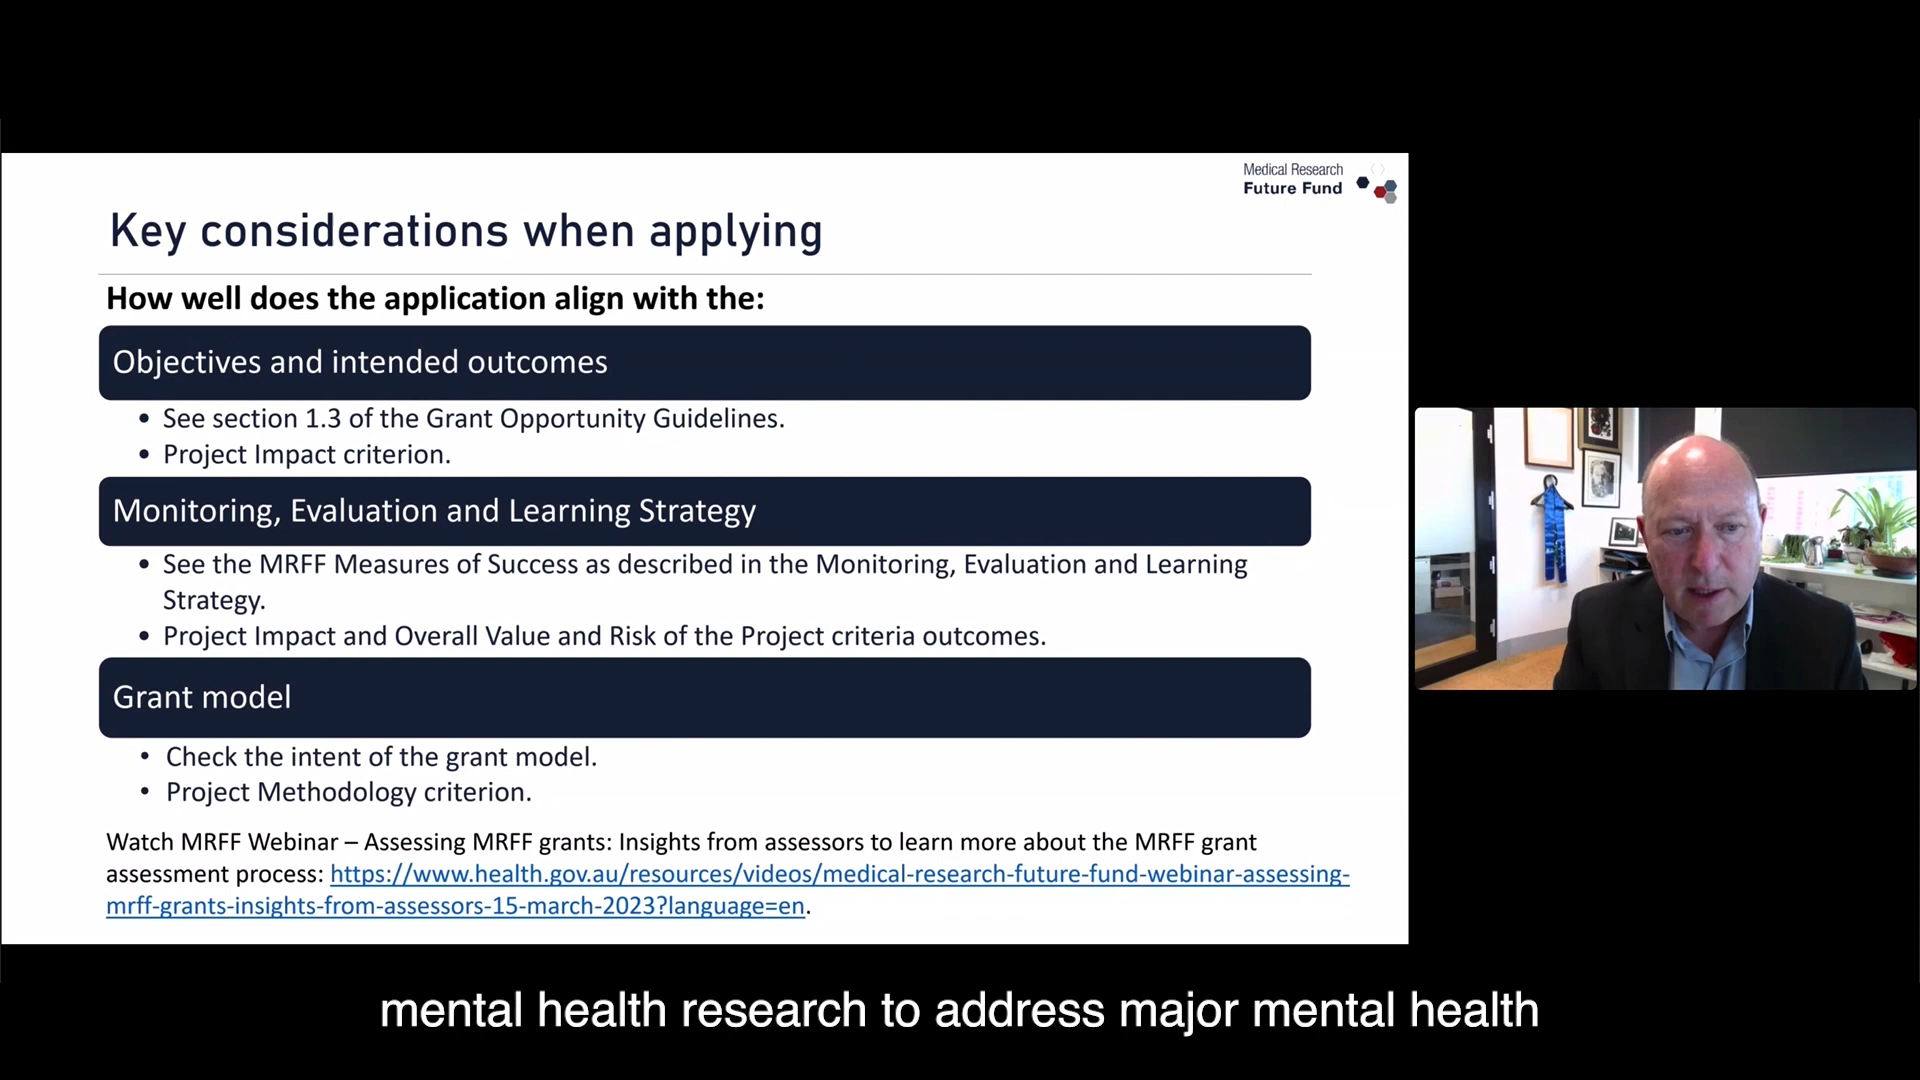 Medical Research
Future Fund
Key considerations when applying
How well does the application align with the:
Objectives and intended outcomes
• See section 1.3 of the Grant Opportunity Guidelines.
• Project Impact criterion.
Monitoring, Evaluation and Learning Strategy
• See the MRFF Measures of Success as described in the Monitoring, Evaluation and Learning
Strategy.
• Project Impact and Overall Value and Risk of the Project criteria outcomes.
Grant model
• Check the intent of the grant model.
• Project Methodology criterion.
Watch MRFF Webinar – Assessing MRFF grants: Insights from assessors to learn more about the MRFF grant
assessment process: https://www.health.gov.au/resources/videos/medical-research-future-fund-webinar-assessing-
mrff-grants-insights-from-assessors-15-march-2023?language=en.
mental health research to address major mental health